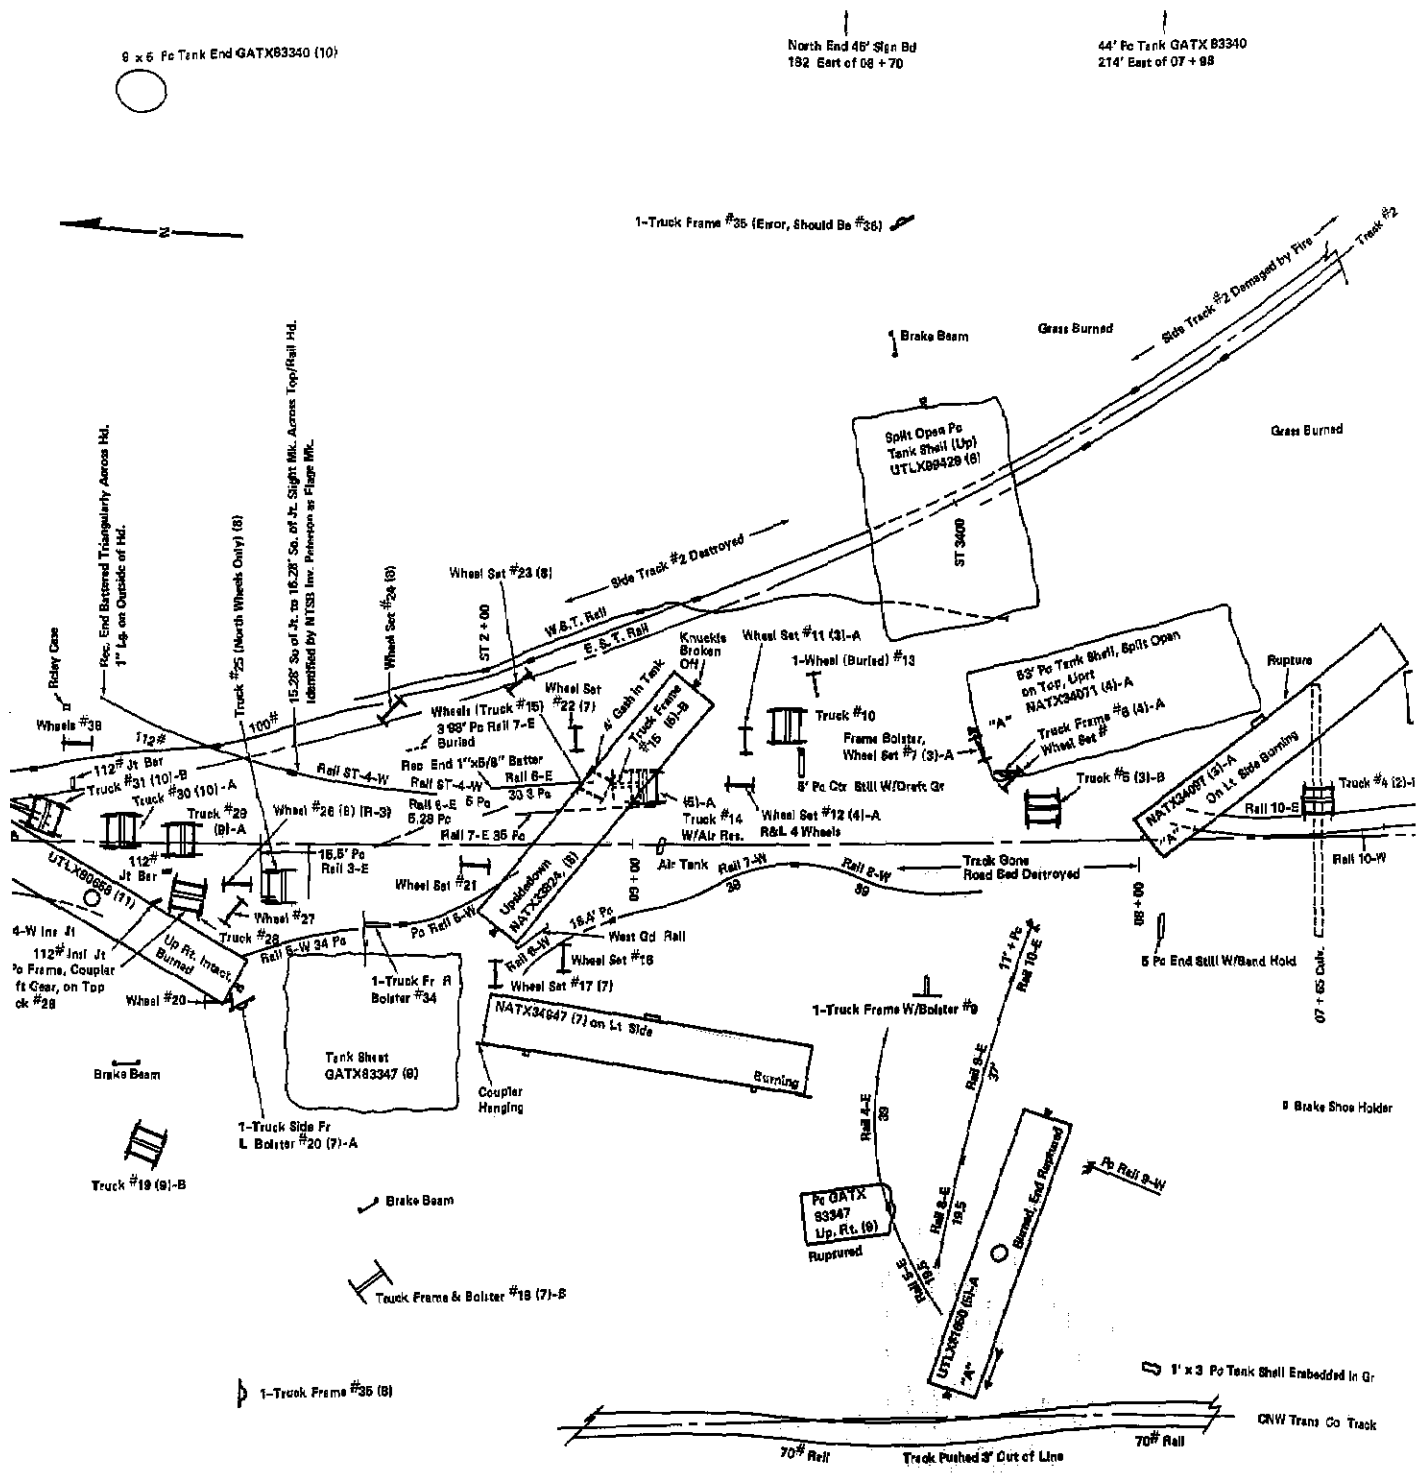 9 x 6 Pc Tank End GATX83340 (10)
North End 45' Sign Bd
182 East of 08 + 70
44' Pc Tank GATX 83340
214' East of 07 + 98
N
1-Truck Frame #35 (Error, Should Be #36)
Side Track #2 Damaged by Fire
Track #2
Brake Beam
Grass Burned
Grass Burned
Split Open Pc
Tank Shell (Up)
UTLX99429 (6)
ST 3400
Relay Case
Rec. End Battered Triangularly Across Hd.
1" Lg. on Outside of Hd.
Truck #25 (North Wheels Only) (8)
15.28' So of Jt. to 16.28' So. of Jt. Slight Mk. Across Top/Rail Hd.
Identified by NTSB Inv. Peterson as Flage Mk.
Wheel Set #24 (8)
ST 2 + 00
Wheel Set #23 (8)
Side Track #2 Destroyed
W.S.T. Rail
E. S. T. Rail
Knuckle
Broken
Off
Wheel Set #11 (3)-A
1-Wheel (Buried) #13
53' Pc Tank Shell, Split Open
on Top, Uprt
NATX34071 (4)-A
"A"
Truck Frame #6 (4)-A
Wheel Set #
Rupture
Wheels #38
100#
112#
112# Jt Bar
Truck #31 (10)-B
Truck #30 (10)-A
Truck #29
(9)-A
Rail ST-4-W
Wheels (Truck #15)
3'98' Pc Rail 7-E
Buried
Wheel Set
#22 (7)
4' Gash in Tank
Truck Frame
#15 (5)-B
Truck #10
Frame Bolster,
Wheel Set #7 (3)-A
Rec End 1"x5/8" Batter
Rail ST-4-W
Rail 6-E
30 3 Pc
Rail 6-E 5 Pc
5.28 Pc
Rail 7-E 35 Pc
5' Pc Ctr Still W/Draft Gr
Truck #5 (3)-B
NATX34097 (3)-A
On Lt Side Burning
"A"
Rail 10-E
Truck #4 (2)-
Rail 10-W
Wheel #26 (8) (R-3)
(5)-A
Truck #14
W/Air Res.
Wheel Set #12 (4)-A
R&L 4 Wheels
UTLX80658 (11)
112#
Jt Bar
15.5' Pc
Rail 3-E
Wheel Set #21
Upsidedown
NATX33924, (8)
09 + 00
Air Tank
Rail 7-W
39
Rail 8-W
39
Track Gone
Road Bed Destroyed
08 + 00
Wheel #27
Truck #28
Pc Rail 6-W
Rail 5-W 34 Pc
18.4' Pc
Rail 6-W
West Gd Rail
4-W Ins Jt
112# Insl Jt
Pc Frame, Coupler
ft Gear, on Top
ck #28
Up Rt. Intact,
Burned
Wheel #20
1-Truck Fr R
Bolster #34
Wheel Set #16
Wheel Set #17 (7)
11' + Pc
Rail 10-E
5 Pc End Still W/Band Hold
07 + 65 Culv.
1-Truck Frame W/Bolster #9
NATX34947 (7) on Lt Side
Burning
Tank Sheet
GATX83347 (9)
Coupler
Hanging
Brake Beam
1-Truck Side Fr
L Bolster #20 (7)-A
Rail 4-E
39
Rail 9-E
37'
9 Brake Shoe Holder
Truck #19 (9)-B
Brake Beam
Pc GATX
83347
Up, Rt. (9)
Ruptured
Rail 8-E
19.5
Rail 5-E
19.5
Pc Rail 9-W
Burned, End Ruptured
UTLX81660 (5)-A
"A"
Touck Frame & Bolster #18 (7)-B
1-Truck Frame #35 (8)
1' x 3 Pc Tank Shell Embedded in Gr
CNW Trans Co Track
70# Rail
Track Pushed 3' Out of Line
70# Rail